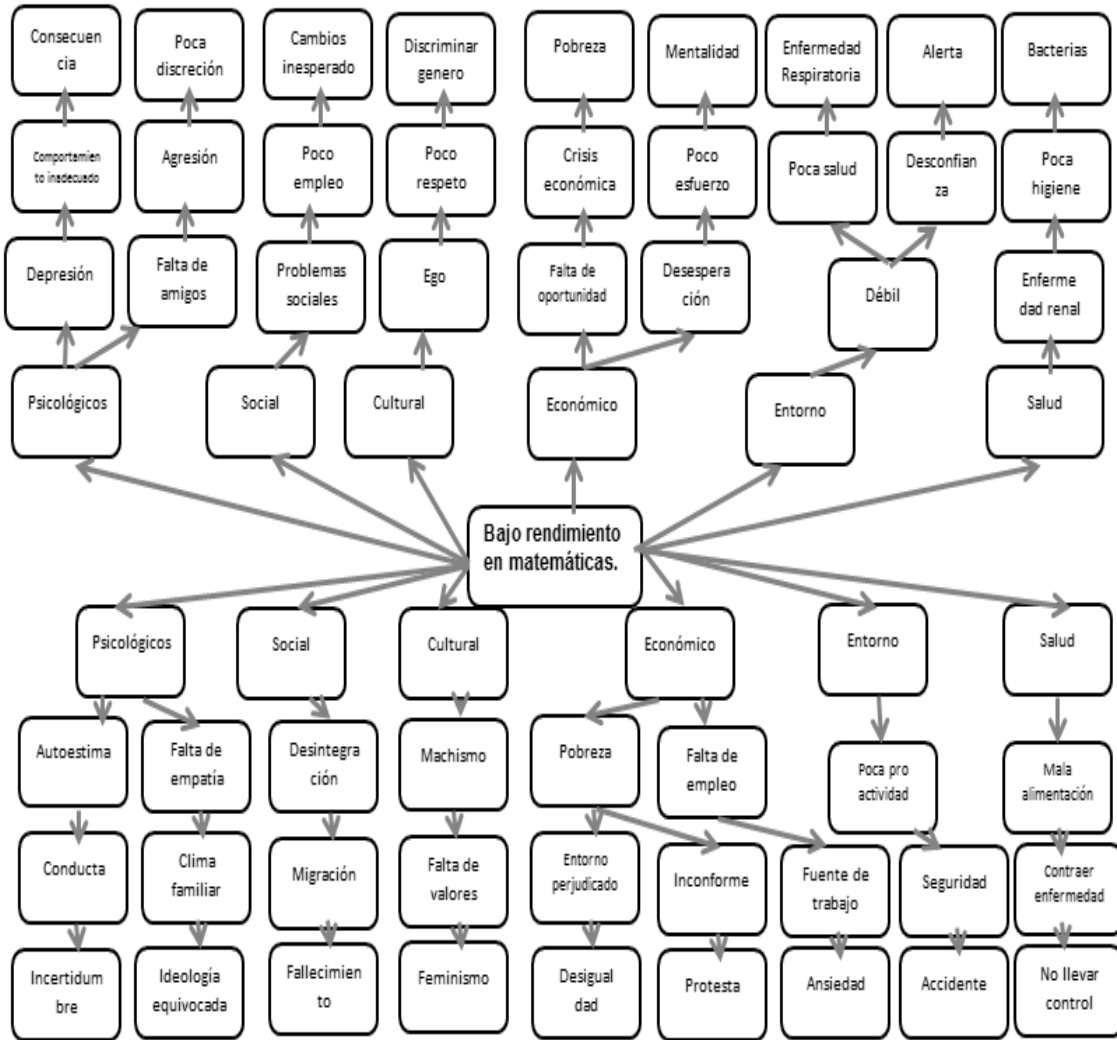 Consecuen
cia
Poca
discreción
Cambios
inesperado
Discriminar
genero
Pobreza
Mentalidad
Enfermedad
Respiratoria
Alerta
Bacterias
Comportamien
to inadecuado
Agresión
Poco
empleo
Poco
respeto
Crisis
económica
Poco
esfuerzo
Poca salud
Desconfian
za
Poca
higiene
Depresión
Falta de
amigos
Problemas
sociales
Ego
Falta de
oportunidad
Desespera
ción
Débil
Enferme
dad renal
Psicológicos
Social
Cultural
Económico
Entorno
Salud
Bajo rendimiento
en matemáticas.
Psicológicos
Social
Cultural
Económico
Entorno
Salud
Autoestima
Falta de
empatía
Desintegra
ción
Machismo
Pobreza
Falta de
empleo
Poca pro
actividad
Mala
alimentación
Conducta
Clima
familiar
Migración
Falta de
valores
Entorno
perjudicado
Inconforme
Fuente de
trabajo
Seguridad
Contraer
enfermedad
Incertidum
bre
Ideología
equivocada
Fallecimien
to
Feminismo
Desigual
dad
Protesta
Ansiedad
Accidente
No llevar
control